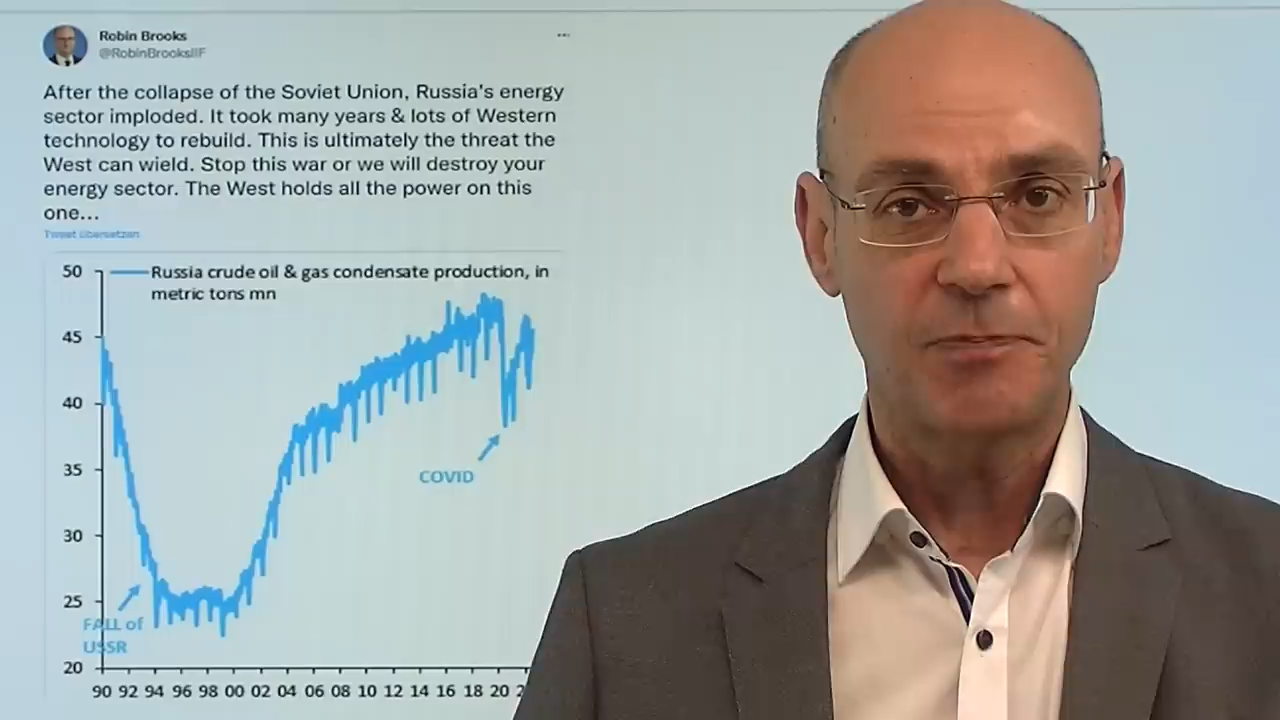 Robin Brooks
@RobinBrooksIIF
...
After the collapse of the Soviet Union, Russia's energy
sector imploded. It took many years & lots of Western
technology to rebuild. This is ultimately the threat the
West can wield. Stop this war or we will destroy your
energy sector. The West holds all the power on this
one...
Tweet übersetzen
Russia crude oil & gas condensate production, in
metric tons mn
50
45
40
35
30
25
20
COVID
FALL of
USSR
90 92 94 96 98 00 02 04 06 08 10 12 14 16 18 20